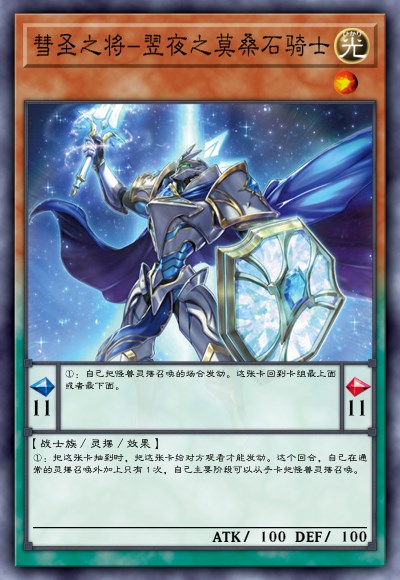 彗圣之将-翌夜之莫桑石骑士
光
①：自己把怪兽灵摆召唤的场合发动。这张卡回到卡组最上面
或者最下面。
11
11
【战士族／灵摆／效果】
①：把这张卡抽到时，把这张卡给对方观看才能发动。这个回合，自己在通
常的灵摆召唤外加上只有1次，自己主要阶段可以从手卡把怪兽灵摆召唤。
ATK/ 100 DEF/ 100